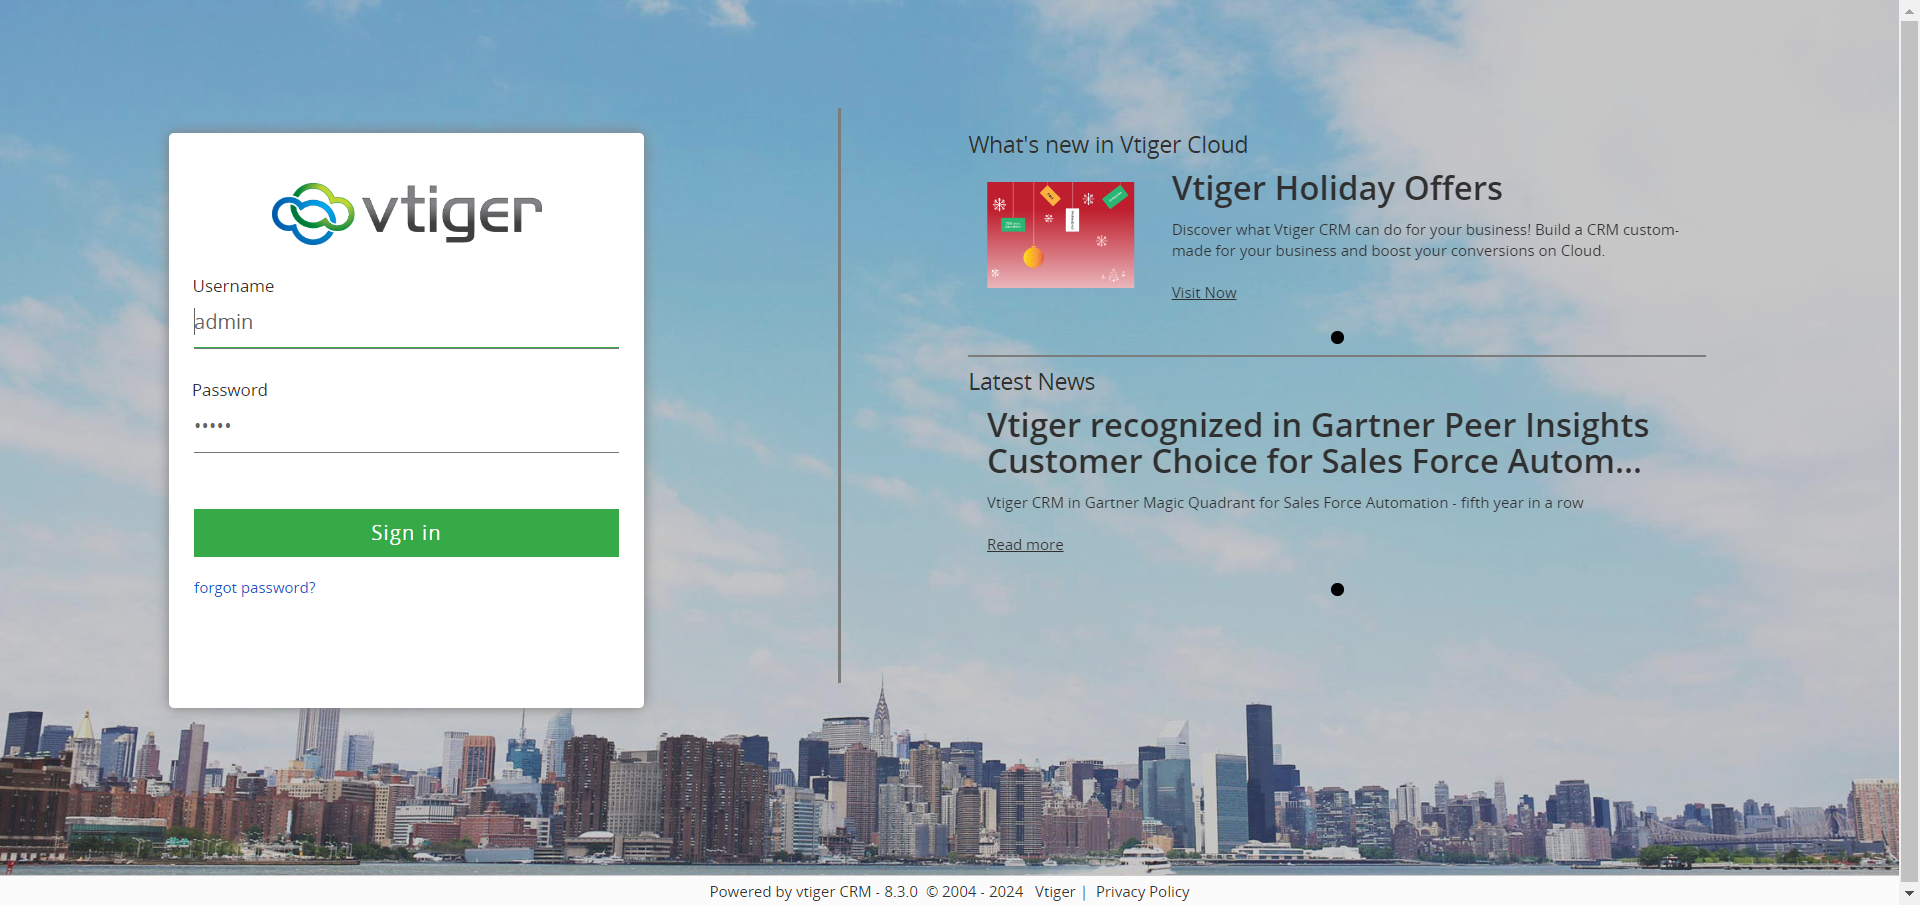 vtiger
Username
admin
Password
•••••
Sign in
forgot password?
What's new in Vtiger Cloud
Vtiger Holiday Offers
Discover what Vtiger CRM can do for your business! Build a CRM custom-
made for your business and boost your conversions on Cloud.
Visit Now
Latest News
Vtiger recognized in Gartner Peer Insights
Customer Choice for Sales Force Autom...
Vtiger CRM in Gartner Magic Quadrant for Sales Force Automation - fifth year in a row
Read more
Powered by vtiger CRM - 8.3.0 © 2004 - 2024 Vtiger | Privacy Policy